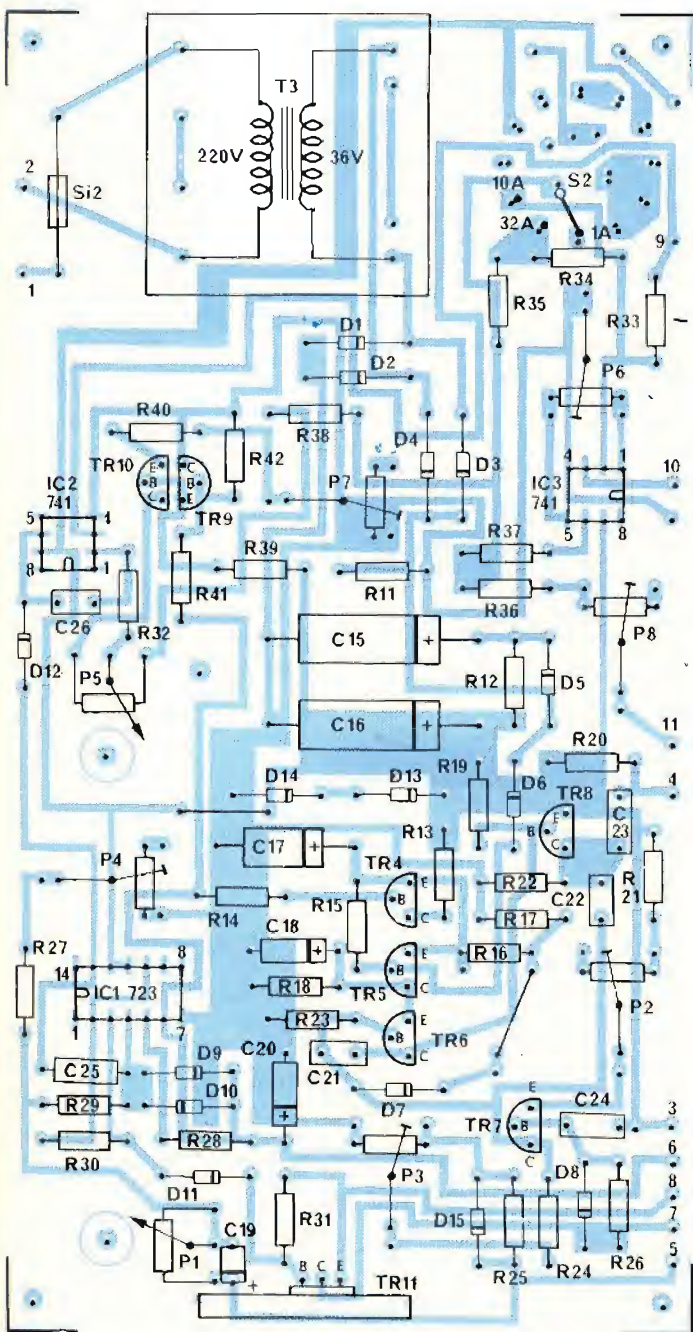 T3
220V
36V
2
Si2
1
10A
S2
32A
1A
9
R34
R35
R33
D1
D2
P6
R40
R38
R42
D4
D3
TR10
E
B
C
C
B
E
TR9
P7
IC2
741
5
4
8
1
IC3
741
4
1
5
8
10
R37
R39
R11
R36
R41
C26
R32
P8
D12
P5
C15
+
R12
D5
C16
+
11
R20
4
D14
D13
R19
D6
TR8
E
B
C
C
23
C17
+
R13
P4
TR4
E
B
C
R22
C22
R
21
R14
R15
R17
C18
+
R16
R27
R18
TR5
E
B
C
14
8
IC1 723
1
7
P2
R23
TR6
E
B
C
C20
C21
C25
D9
D10
R29
D7
TR7
E
B
C
C24
3
R28
R30
P3
6
D11
D8
8
R31
7
D15
P1
C19
+
R25
R24
R26
5
B C E
TR11